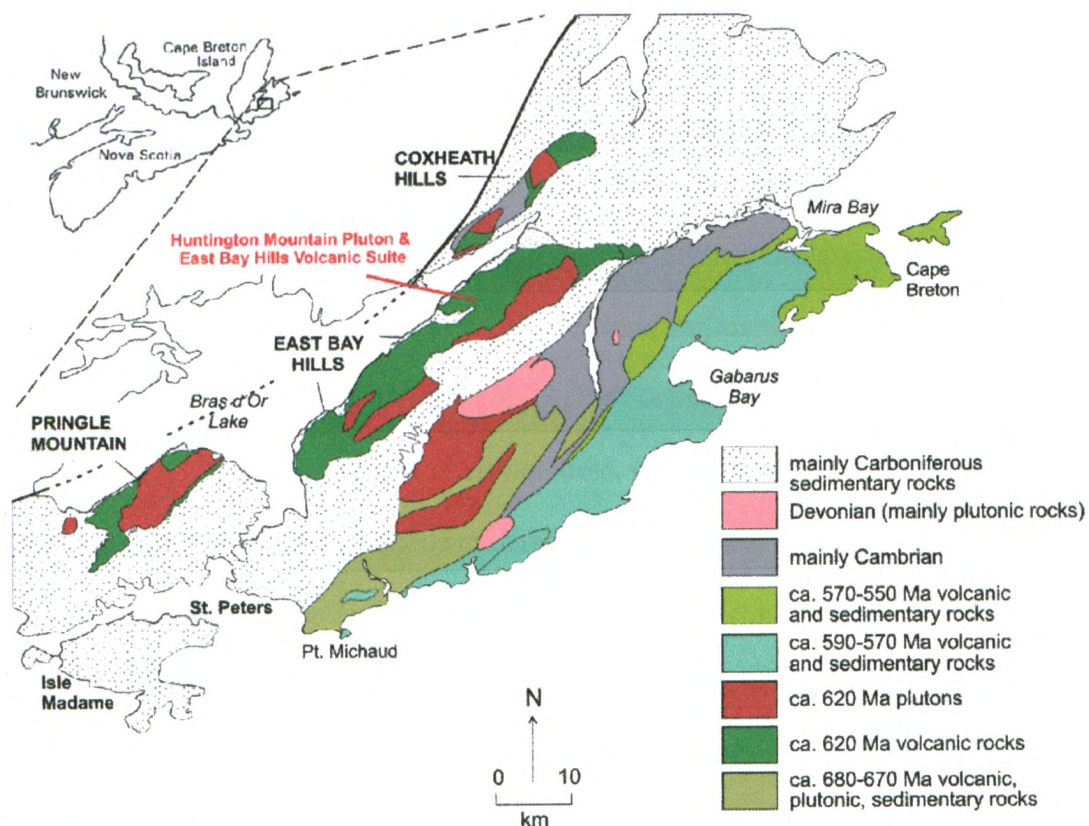 Cape Breton
Island
New
Brunswick
Nova Scotia
COXHEATH
HILLS
Mira Bay
Huntington Mountain Pluton &
East Bay Hills Volcanic Suite
Cape
Breton
EAST BAY
HILLS
Gabarus
Bay
Bras d'Or
Lake
PRINGLE
MOUNTAIN
St. Peters
Pt. Michaud
Isle
Madame
N
0 10
km
mainly Carboniferous
sedimentary rocks
Devonian (mainly plutonic rocks)
mainly Cambrian
ca. 570-550 Ma volcanic
and sedimentary rocks
ca. 590-570 Ma volcanic
and sedimentary rocks
ca. 620 Ma plutons
ca. 620 Ma volcanic rocks
ca. 680-670 Ma volcanic,
plutonic, sedimentary rocks